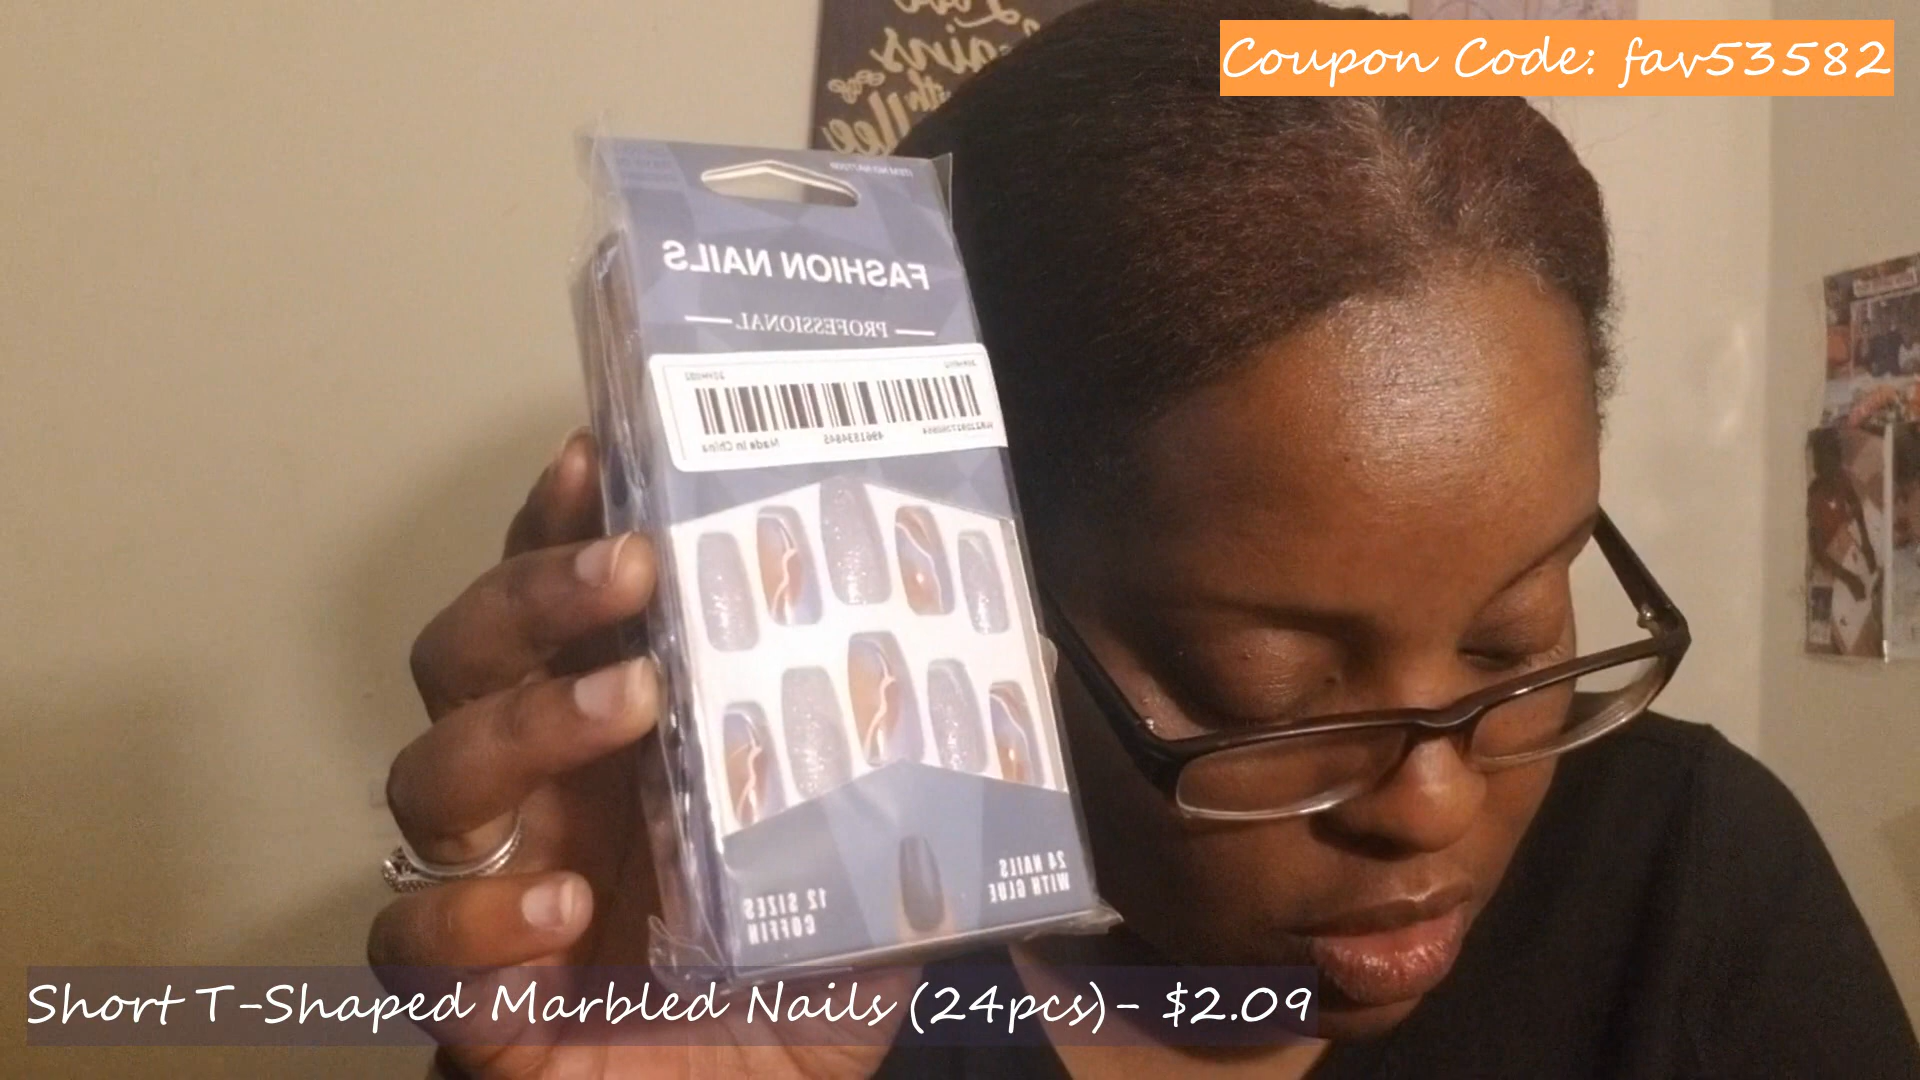 Coupon Code: fav53582
FASHION NAILS
PROFESSIONAL
Made in China
4961834845
24 NAILS
WITH GLUE
12 SIZES
COFFIN
Short T-Shaped Marbled Nails (24pcs)- $2.09